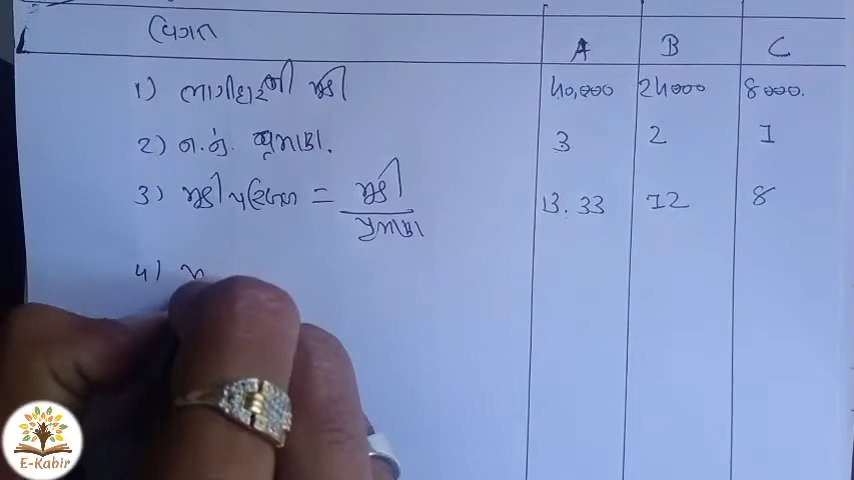 વિગત A B C
1) ભાગીદારની મૂડી 40,000 24000 8000.
2) ન.નું. પ્રમાણ. 3 2 1
3) મૂડી = મૂડી / પ્રમાણ 13.33 12 8
4)
E-Kabir